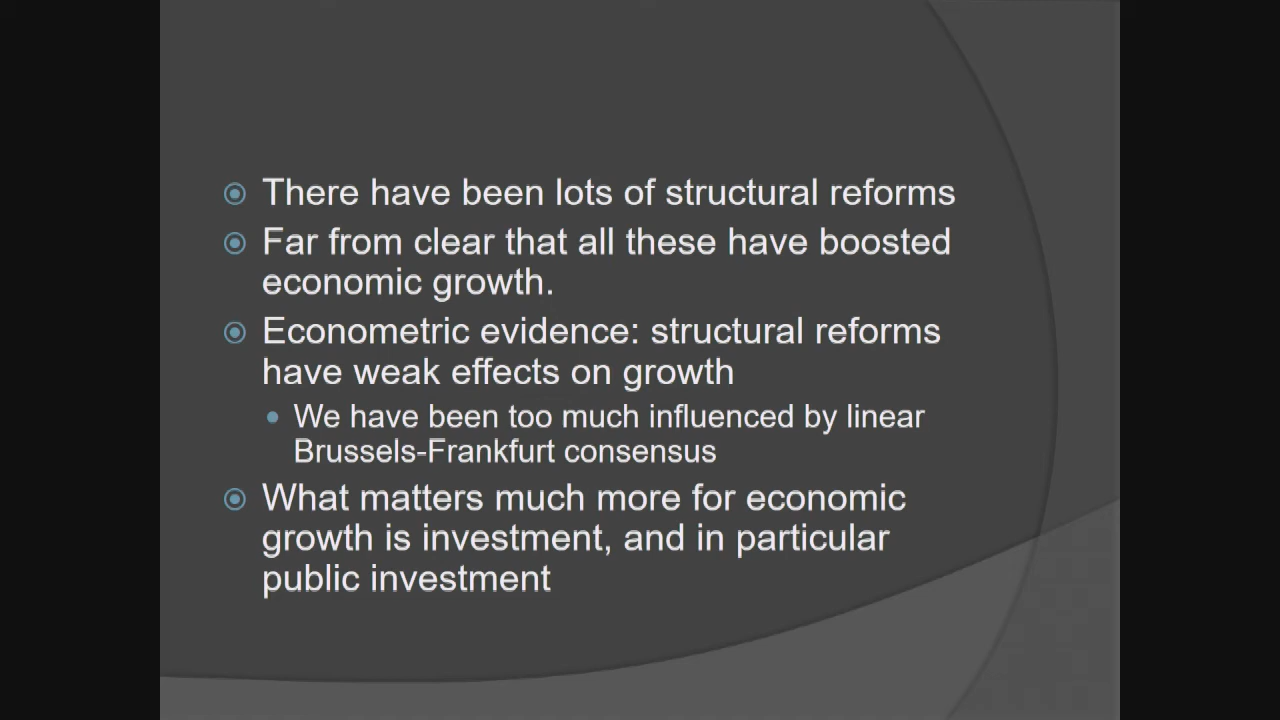 There have been lots of structural reforms
Far from clear that all these have boosted
economic growth.
Econometric evidence: structural reforms
have weak effects on growth
We have been too much influenced by linear
Brussels-Frankfurt consensus
What matters much more for economic
growth is investment, and in particular
public investment